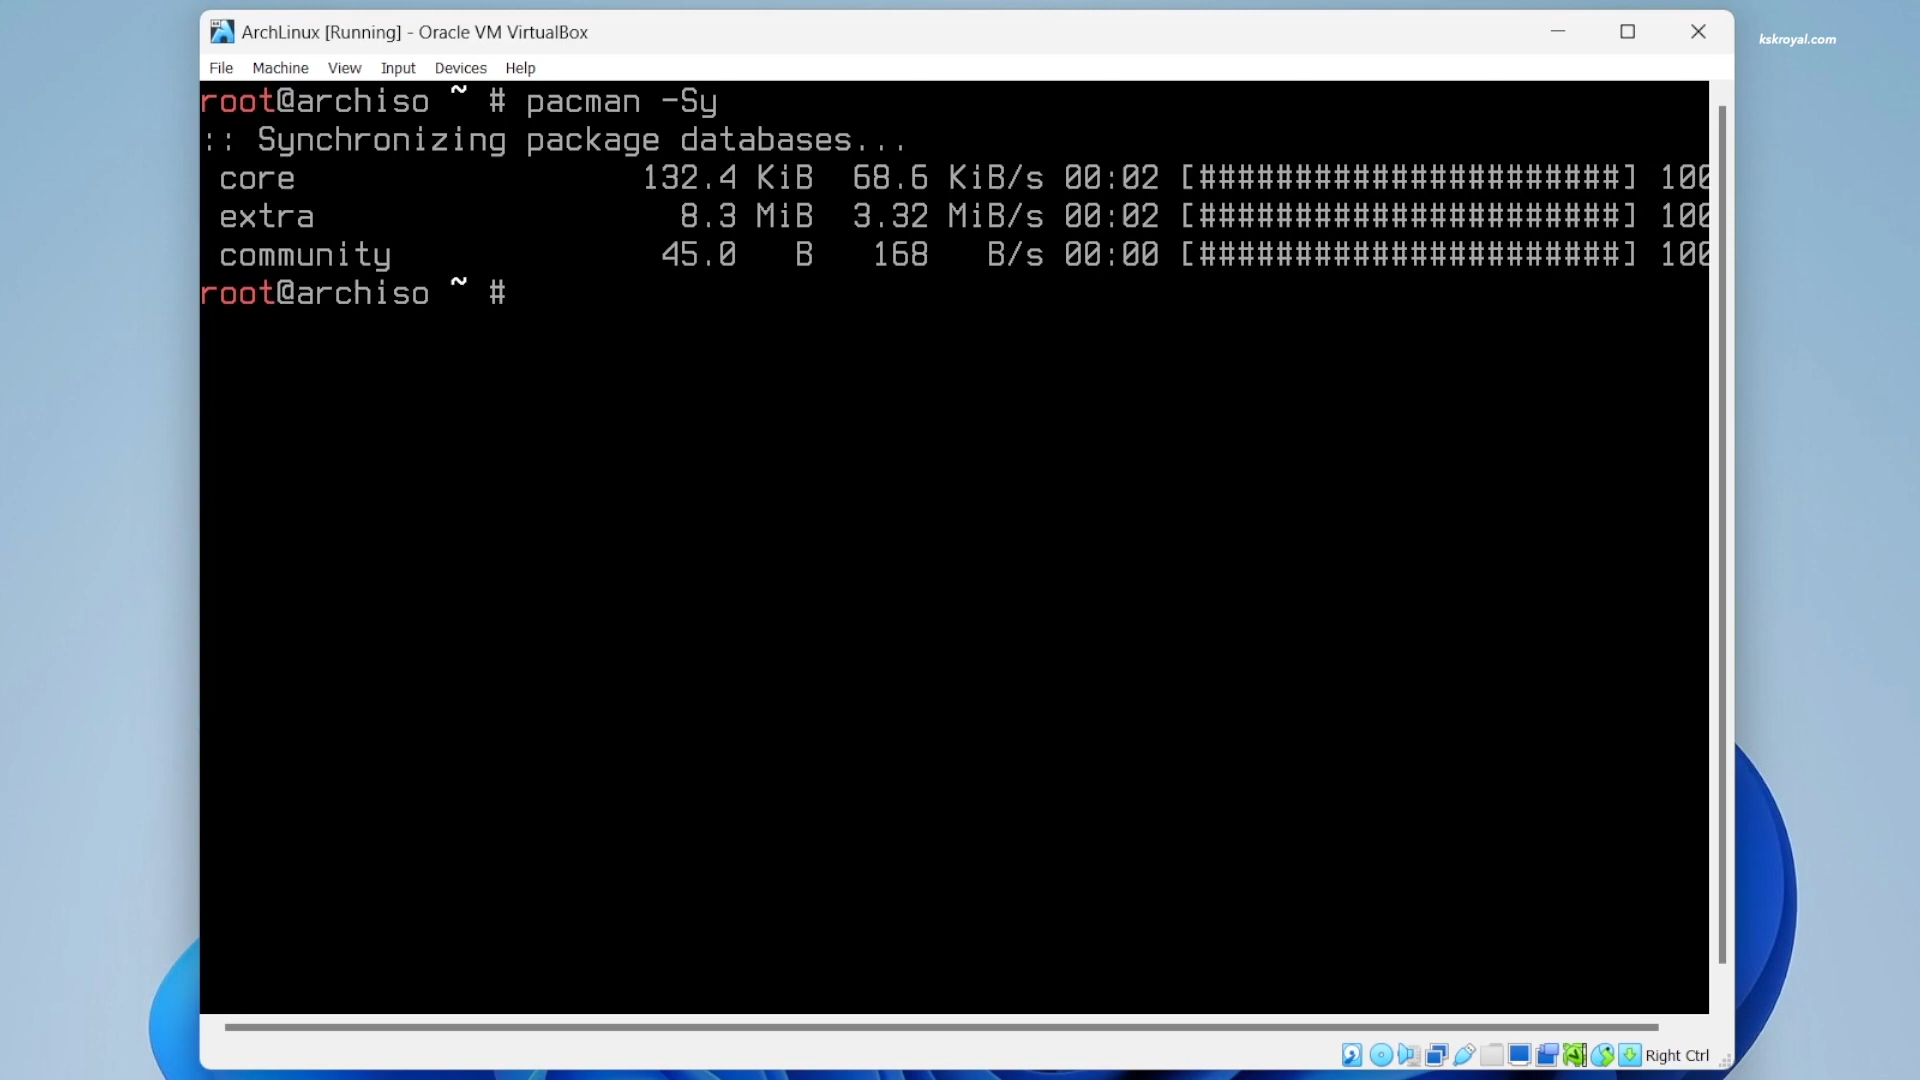 ArchLinux [Running] - Oracle VM VirtualBox
kskroyal.com
File Machine View Input Devices Help
root@archiso ~ # pacman -Sy
:: Synchronizing package databases...
core 132.4 KiB 68.6 KiB/s 00:02 [######################] 100
extra 8.3 MiB 3.32 MiB/s 00:02 [######################] 100
community 45.0 B 168 B/s 00:00 [######################] 100
root@archiso ~ #
Right Ctrl